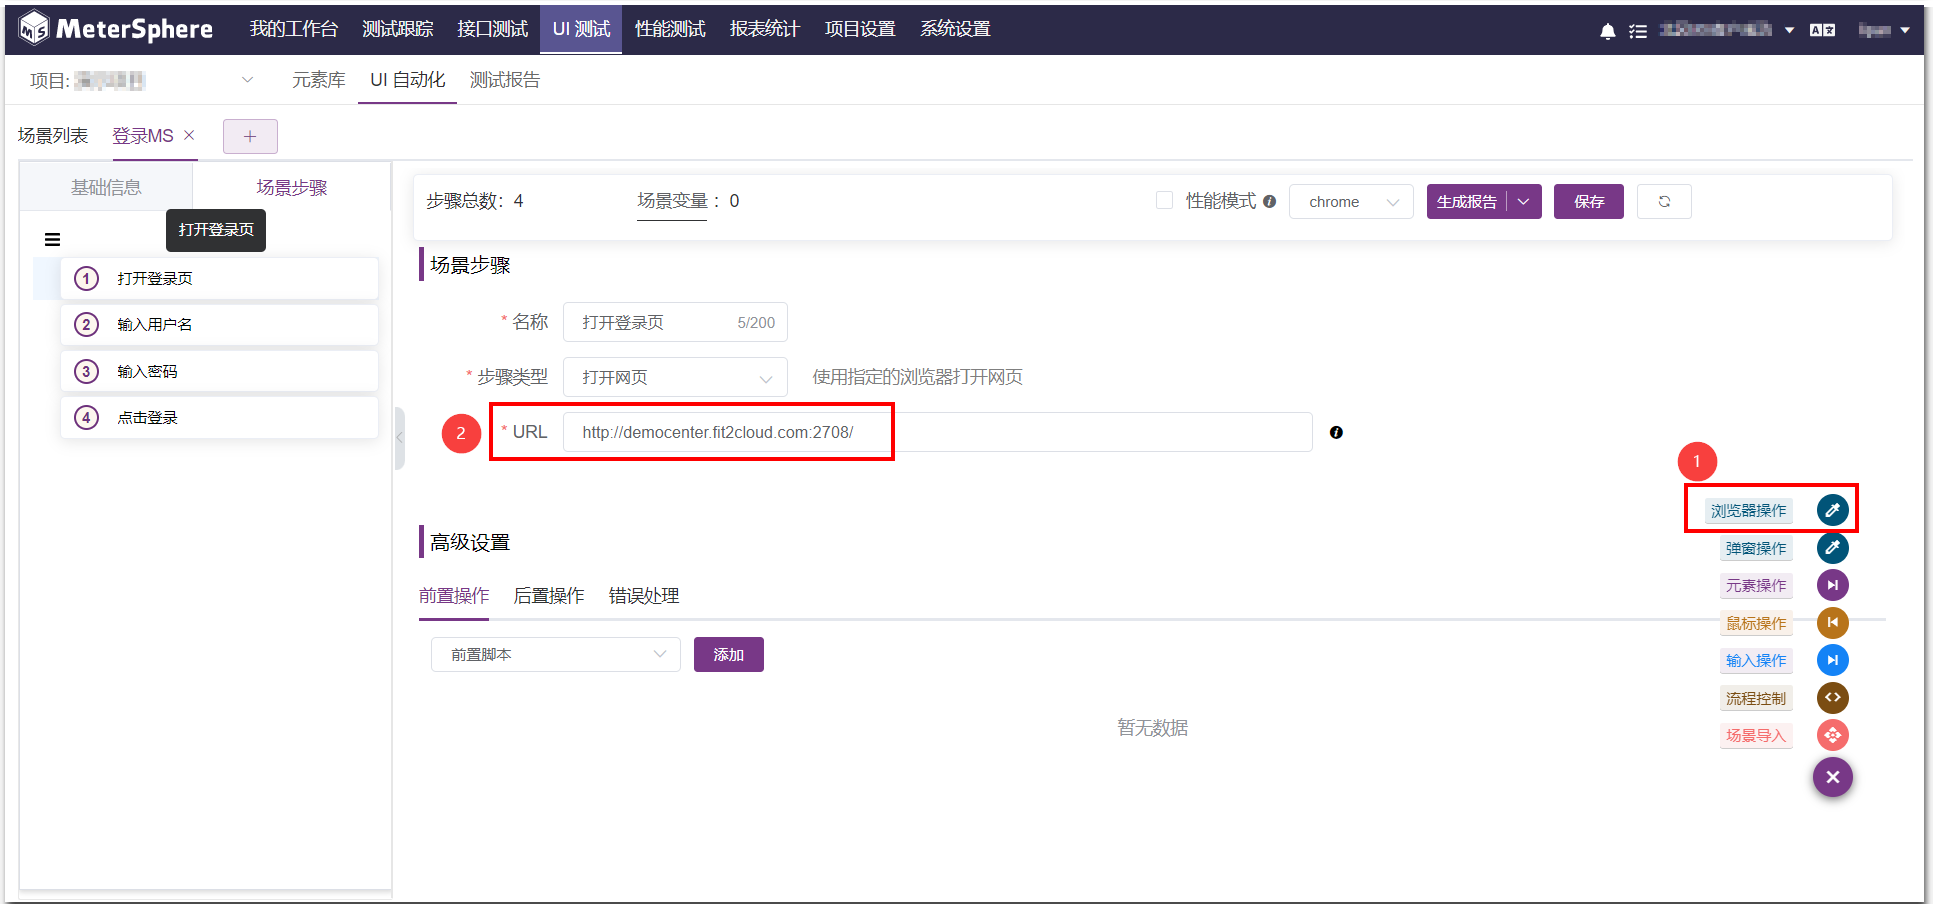 MS MeterSphere 我的工作台 测试跟踪 接口测试 UI 测试 性能测试 报表统计 项目设置 系统设置
项目: 元素库 UI 自动化 测试报告
场景列表 登录MS × +
基础信息 场景步骤
步骤总数：4 场景变量 ：0 性能模式 chrome 生成报告 保存
打开登录页
场景步骤
1 打开登录页
2 输入用户名
3 输入密码
4 点击登录
* 名称 打开登录页 5/200
* 步骤类型 打开网页 使用指定的浏览器打开网页
2 * URL http://democenter.fit2cloud.com:2708/
1
浏览器操作
高级设置
弹窗操作
前置操作 后置操作 错误处理
元素操作
鼠标操作
前置脚本 添加
输入操作
流程控制
暂无数据
场景导入